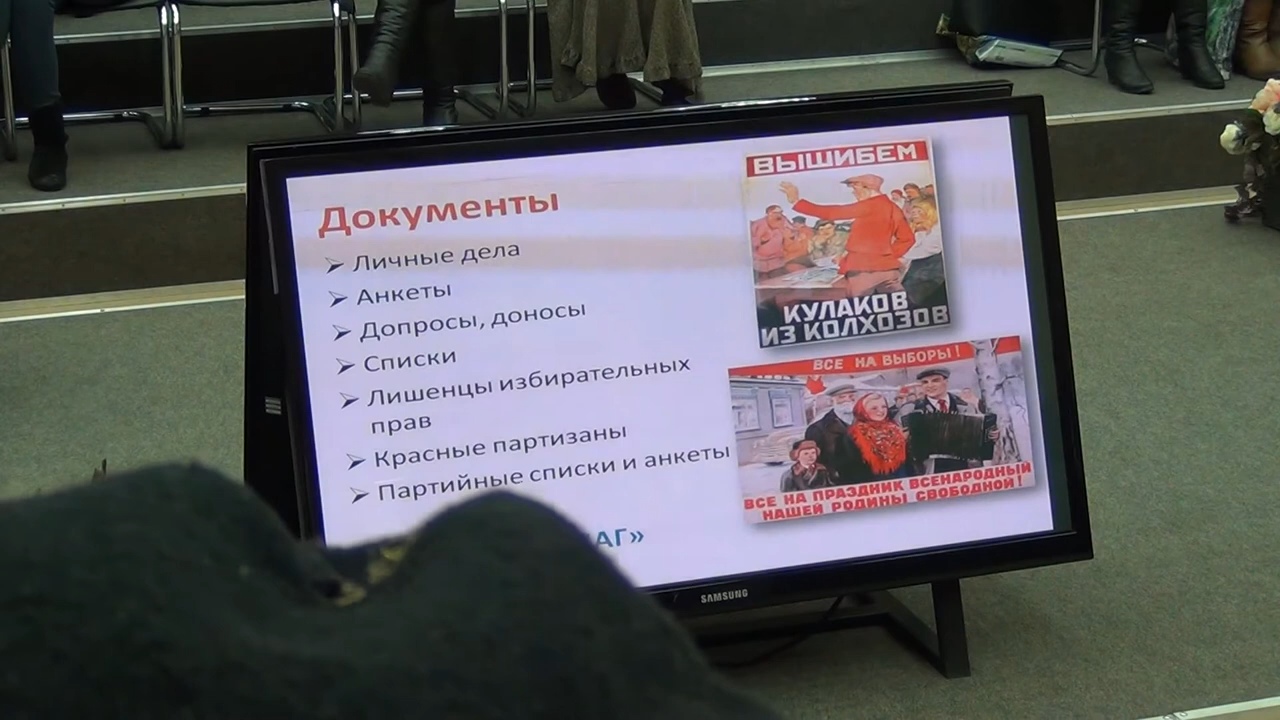 Документы
➢ Личные дела
➢ Анкеты
➢ Допросы, доносы
➢ Списки
➢ Лишенцы избирательных
прав
➢ Красные партизаны
➢ Партийные списки и анкеты
ВЫШИБЕМ
КУЛАКОВ
ИЗ КОЛХОЗОВ
ВСЕ НА ВЫБОРЫ!
ВСЕ НА ПРАЗДНИК ВСЕНАРОДНЫЙ
НАШЕЙ РОДИНЫ СВОБОДНОЙ!
SAMSUNG